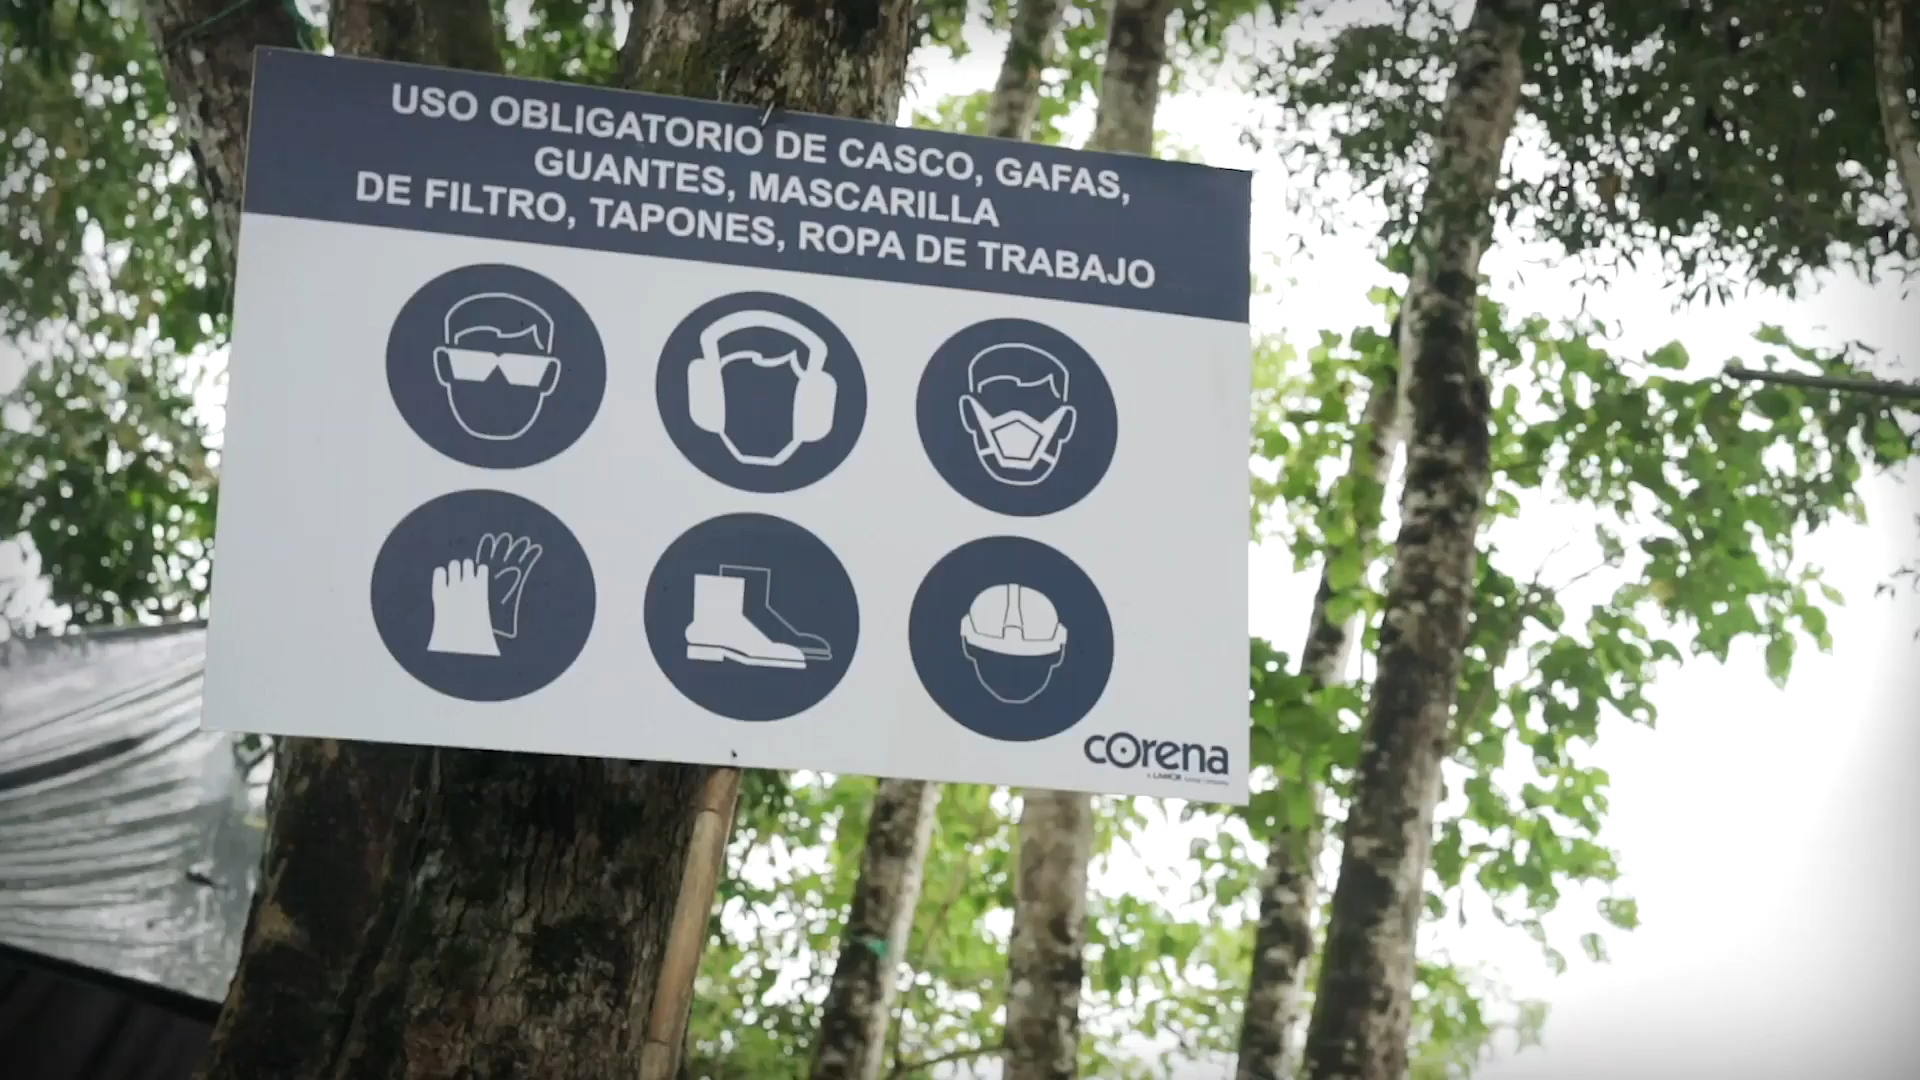 USO OBLIGATORIO DE CASCO, GAFAS,
GUANTES, MASCARILLA
DE FILTRO, TAPONES, ROPA DE TRABAJO
corena